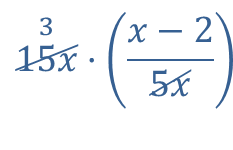 3
15x · ( x − 2
5x )